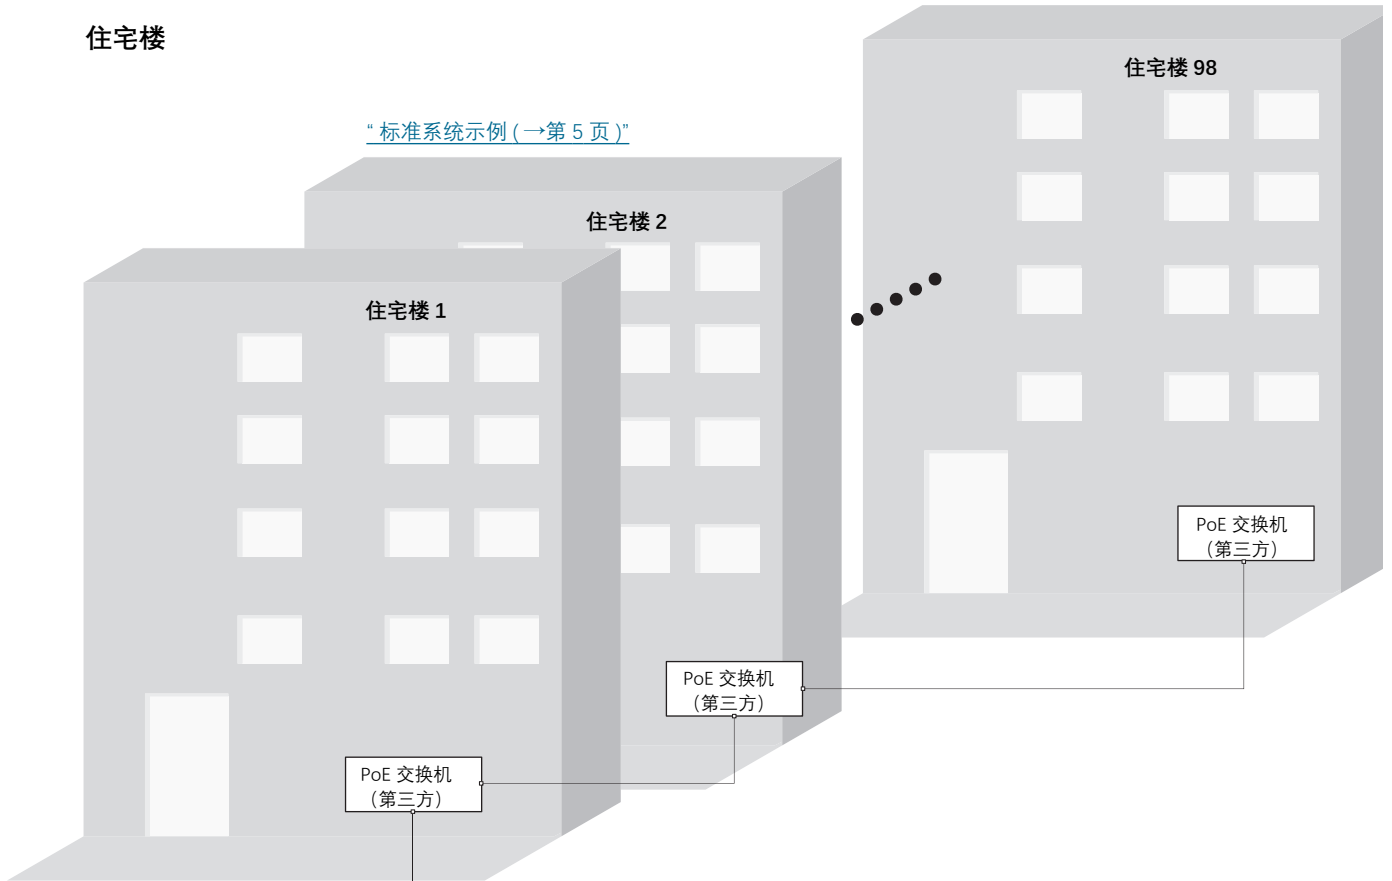 住宅楼
住宅楼 98
“ 标准系统示例 ( →第 5 页 )”
住宅楼 2
住宅楼 1
PoE 交换机
（第三方）
PoE 交换机
（第三方）
PoE 交换机
（第三方）